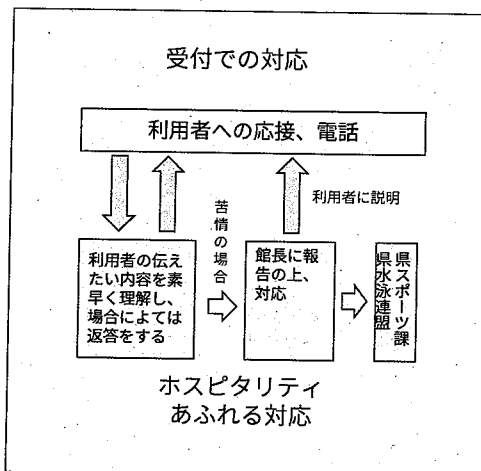 受付での対応
利用者への応接、電話
苦情の場合
利用者に説明
利用者の伝え
たい内容を素
早く理解し、
場合によては
返答をする
館長に報
告の上、
対応
県スポーツ課
県水泳連盟
ホスピタリティ
あふれる対応